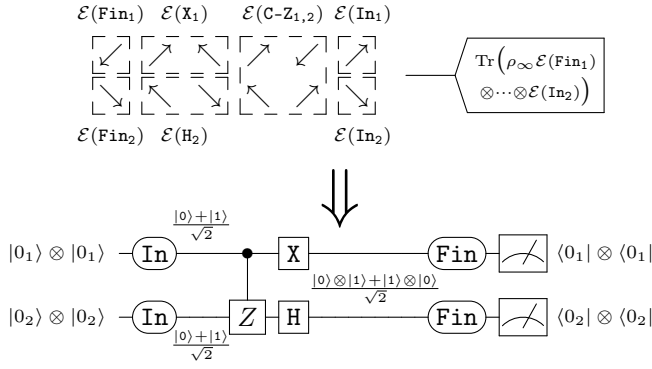 ℰ(Fin₁) ℰ(X₁) ℰ(C-Z₁,₂) ℰ(In₁)
Tr(ρ∞ ℰ(Fin₁)
⊗···⊗ℰ(In₂))
ℰ(Fin₂) ℰ(H₂) ℰ(In₂)
|0⟩+|1⟩/√2
|0₁⟩ ⊗ |0₁⟩ In X Fin ⟨0₁| ⊗ ⟨0₁|
|0⟩⊗|1⟩+|1⟩⊗|0⟩/√2
|0₂⟩ ⊗ |0₂⟩ In Z H Fin ⟨0₂| ⊗ ⟨0₂|
|0⟩+|1⟩/√2